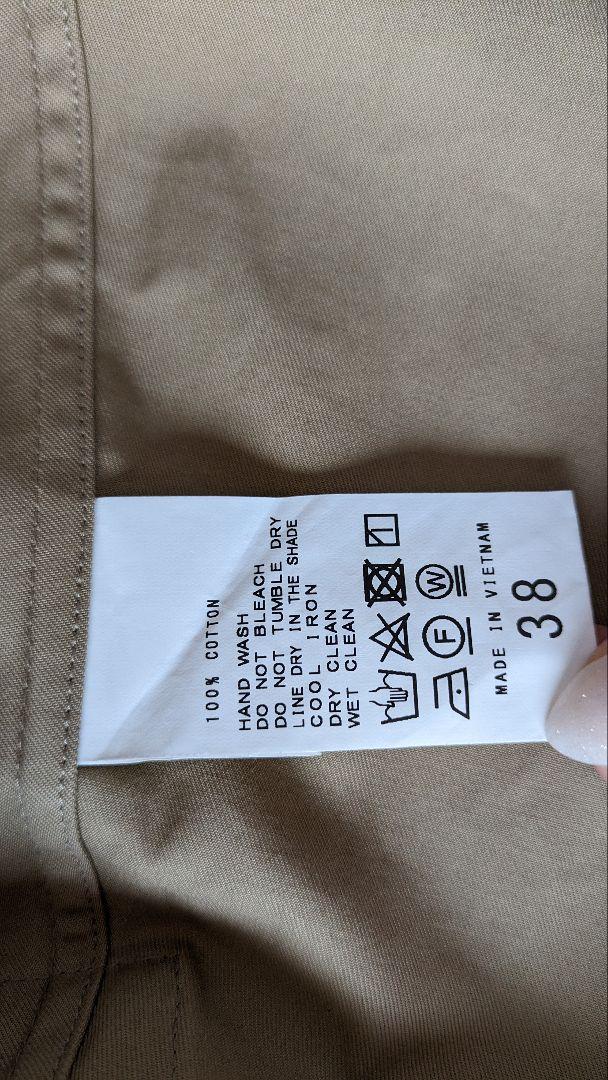 100% COTTON
HAND WASH
DO NOT BLEACH
DO NOT TUMBLE DRY
LINE DRY IN THE SHADE
COOL IRON
DRY CLEAN
WET CLEAN
F W
MADE IN VIETNAM
38